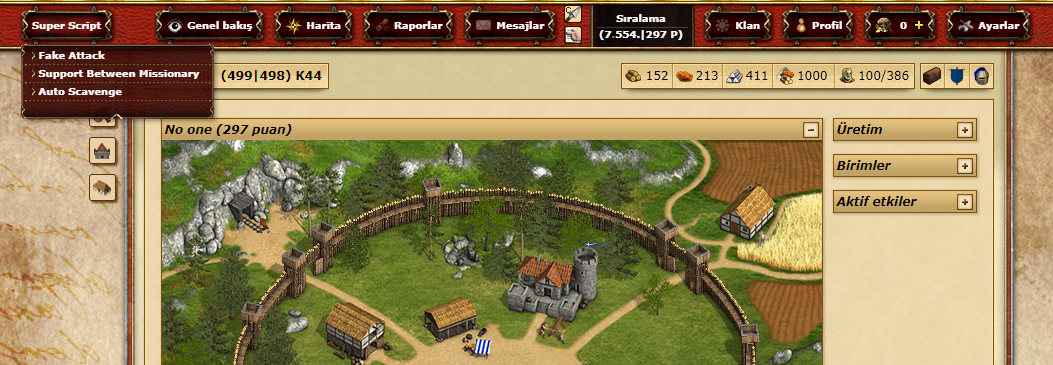 Super Script
Genel bakış
Harita
Raporlar
Mesajlar
Sıralama
(7.554.|297 P)
Klan
Profil
0 +
Ayarlar
Fake Attack
Support Between Missionary
Auto Scavenge
(499|498) K44
152
213
411
1000
100/386
No one (297 puan)
Üretim
Birimler
Aktif etkiler